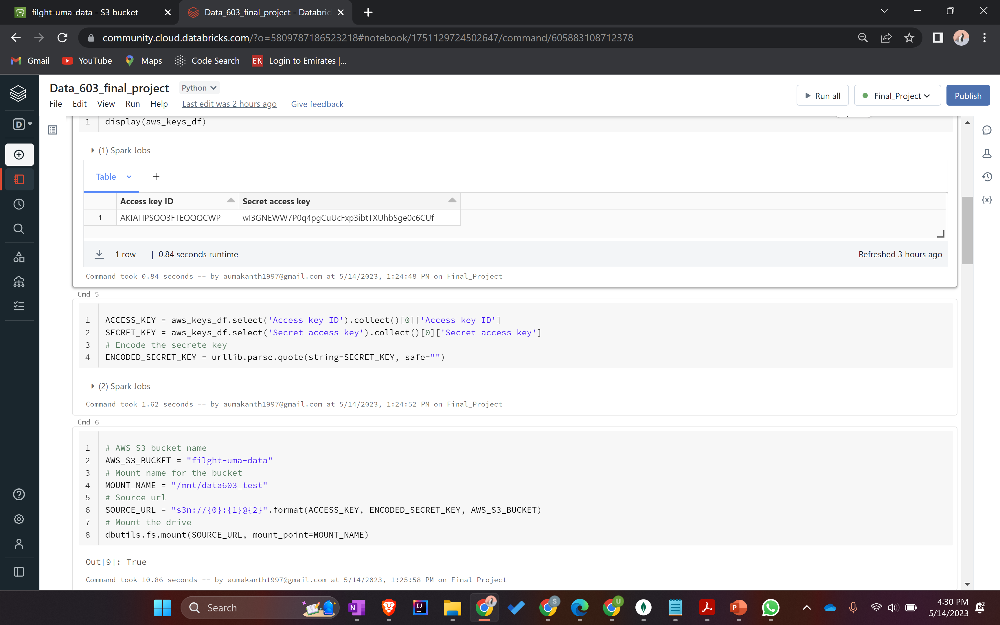 filght-uma-data - S3 bucket
Data_603_final_project - Databric
community.cloud.databricks.com/?o=5809787186523218#notebook/1751129724502647/command/605883108712378
Gmail YouTube Maps Code Search EK Login to Emirates |...
Data_603_final_project Python
File Edit View Run Help Last edit was 2 hours ago Give feedback
Run all Final_Project Publish
D
1 display(aws_keys_df)
(1) Spark Jobs
Table +
Access key ID Secret access key
1 AKIATIPSQO3FTEQQQCWP
1 row | 0.84 seconds runtime Refreshed 3 hours ago
Command took 0.84 seconds -- by aumakanth1997@gmail.com at 5/14/2023, 1:24:48 PM on Final_Project
Cmd 5
1 ACCESS_KEY = aws_keys_df.select('Access key ID').collect()[0]['Access key ID']
2 SECRET_KEY = aws_keys_df.select('Secret access key').collect()[0]['Secret access key']
3 # Encode the secrete key
4 ENCODED_SECRET_KEY = urllib.parse.quote(string=SECRET_KEY, safe="")
(2) Spark Jobs
Command took 1.62 seconds -- by aumakanth1997@gmail.com at 5/14/2023, 1:24:52 PM on Final_Project
Cmd 6
1 # AWS S3 bucket name
2 AWS_S3_BUCKET = "filght-uma-data"
3 # Mount name for the bucket
4 MOUNT_NAME = "/mnt/data603_test"
5 # Source url
6 SOURCE_URL = "s3n://{0}:{1}@{2}".format(ACCESS_KEY, ENCODED_SECRET_KEY, AWS_S3_BUCKET)
7 # Mount the drive
8 dbutils.fs.mount(SOURCE_URL, mount_point=MOUNT_NAME)
Out[9]: True
Command took 10.86 seconds -- by aumakanth1997@gmail.com at 5/14/2023, 1:25:58 PM on Final_Project
{x}
Search
4:30 PM
5/14/2023